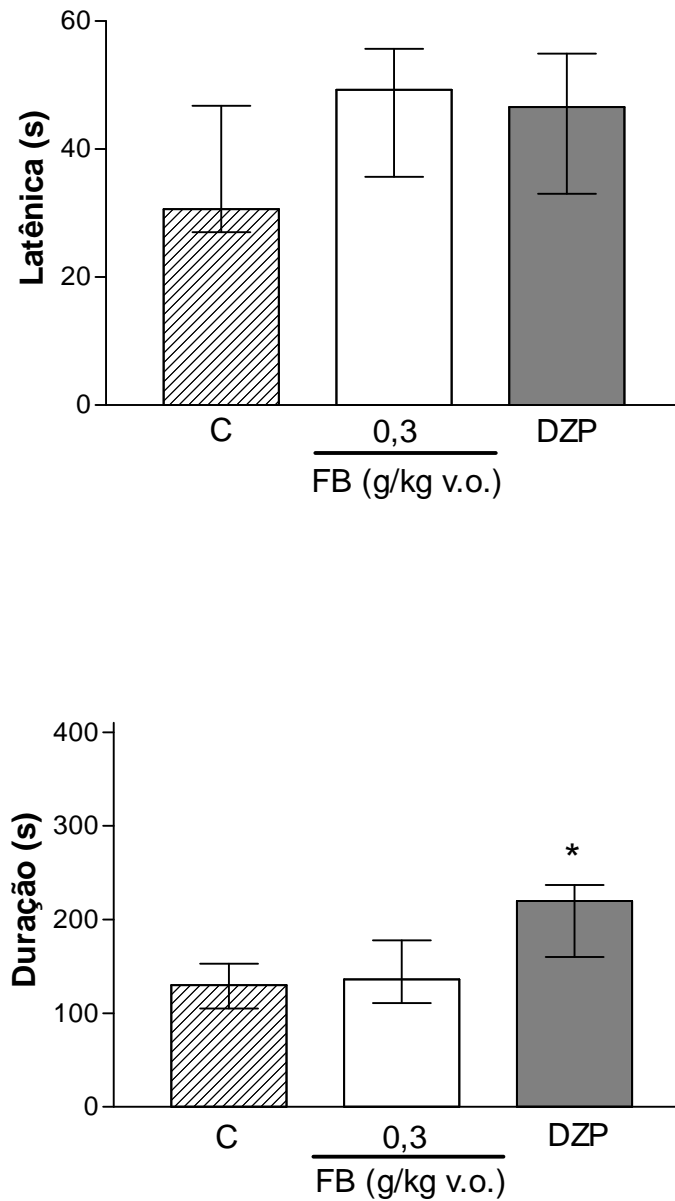 60
40
20
0
Latênica (s)
C
0,3
DZP
FB (g/kg v.o.)
400
300
200
100
0
Duração (s)
*
C
0,3
DZP
FB (g/kg v.o.)